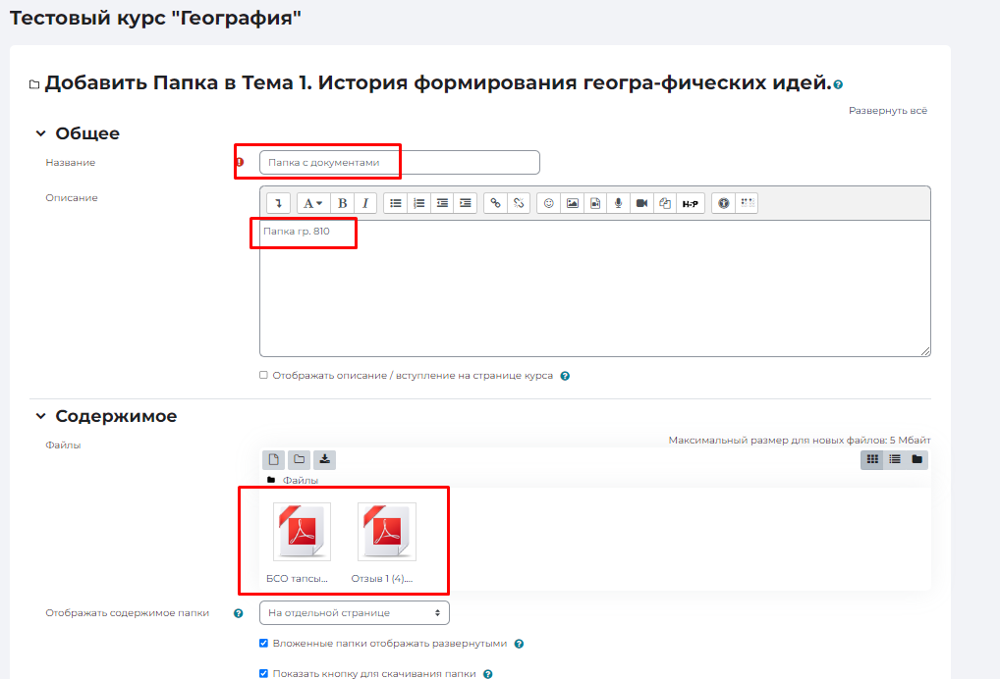 Тестовый курс "География"
Добавить Папка в Тема 1. История формирования геогра-фических идей.
Развернуть всё
Общее
Название
Папка с документами
Описание
A B I
H-P
Папка гр. 810
Отображать описание / вступление на странице курса
Содержимое
Файлы
Максимальный размер для новых файлов: 5 Мбайт
Файлы
БСО тапсы... Отзыв 1 (4)....
Отображать содержимое папки
На отдельной странице
Вложенные папки отображать развернутыми
Показать кнопку для скачивания папки